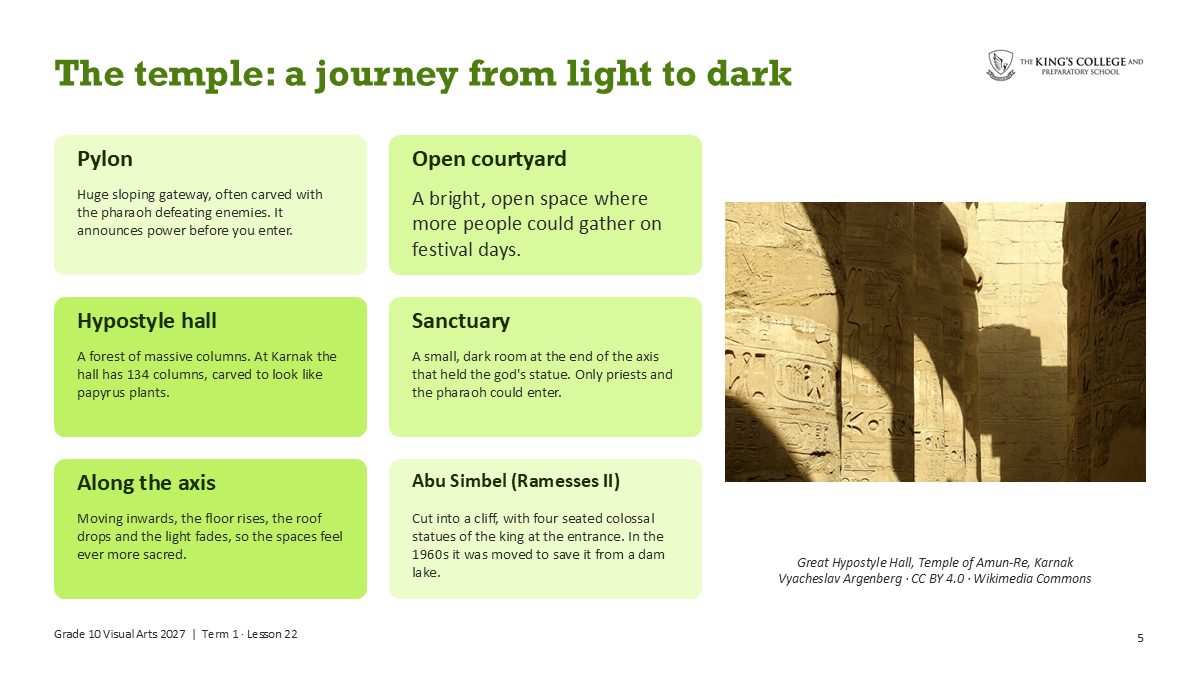 The temple: a journey from light to dark
THE KING'S COLLEGE AND
PREPARATORY SCHOOL
Pylon
Huge sloping gateway, often carved with
the pharaoh defeating enemies. It
announces power before you enter.
Open courtyard
A bright, open space where
more people could gather on
festival days.
Hypostyle hall
A forest of massive columns. At Karnak the
hall has 134 columns, carved to look like
papyrus plants.
Sanctuary
A small, dark room at the end of the axis
that held the god's statue. Only priests and
the pharaoh could enter.
Along the axis
Moving inwards, the floor rises, the roof
drops and the light fades, so the spaces feel
ever more sacred.
Abu Simbel (Ramesses II)
Cut into a cliff, with four seated colossal
statues of the king at the entrance. In the
1960s it was moved to save it from a dam
lake.
Great Hypostyle Hall, Temple of Amun-Re, Karnak
Vyacheslav Argenberg · CC BY 4.0 · Wikimedia Commons
Grade 10 Visual Arts 2027 | Term 1 · Lesson 22
5